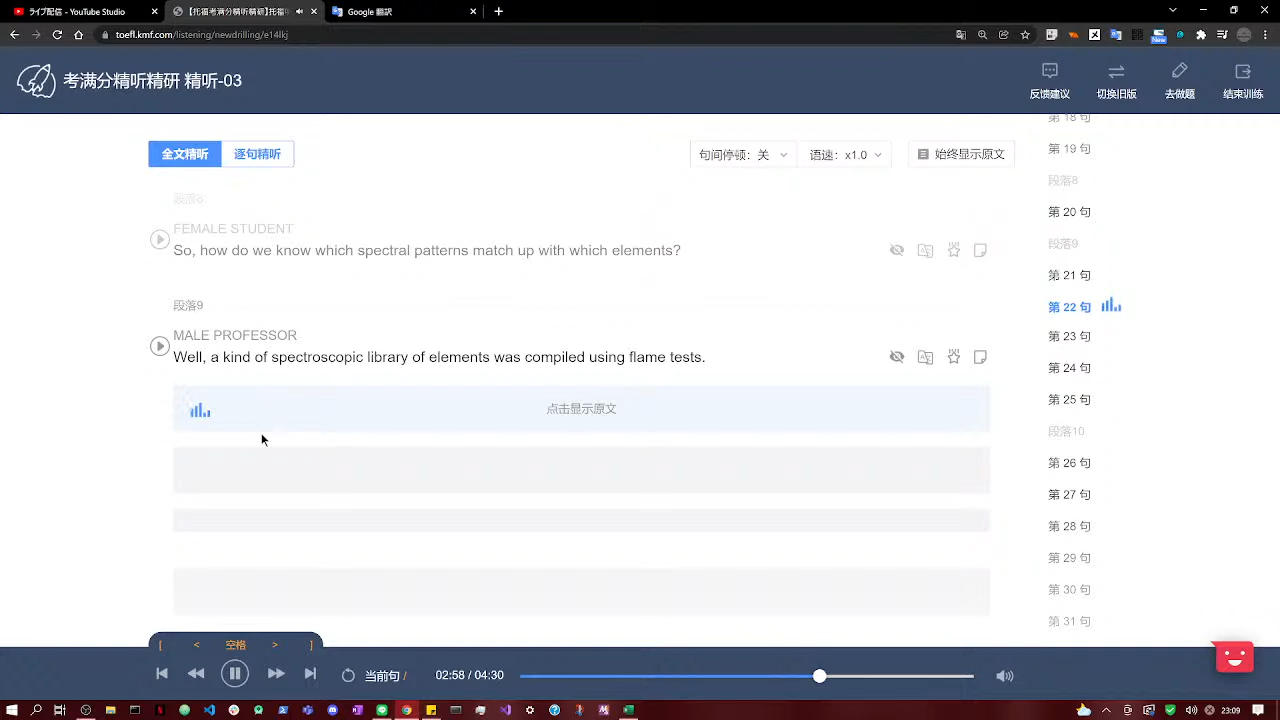 ライブ配信 - YouTube Studio
【托福考满分精听精研】托福
Google 翻訳
toefl.kmf.com/listening/newdrilling/e14lkj
New
考满分精听精研 精听-03
反馈建议
切换旧版
去做题
结束训练
全文精听
逐句精听
句间停顿：关
语速：x1.0
始终显示原文
FEMALE STUDENT
So, how do we know which spectral patterns match up with which elements?
段落9
MALE PROFESSOR
Well, a kind of spectroscopic library of elements was compiled using flame tests.
点击显示原文
第 18 句
第 19 句
段落8
第 20 句
段落9
第 21 句
第 22 句
第 23 句
第 24 句
第 25 句
段落10
第 26 句
第 27 句
第 28 句
第 29 句
第 30 句
第 31 句
[ < 空格 > ]
当前句 /
02:58 / 04:30
23:09